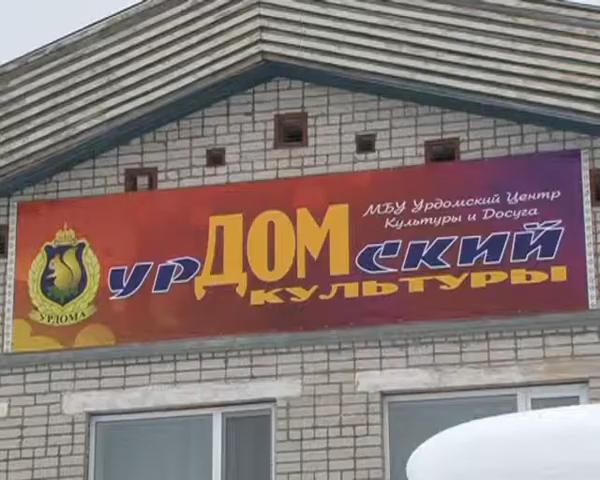 МБУ Урдомский Центр
Культуры и Досуга
урДОМский
культуры
УРДОМА